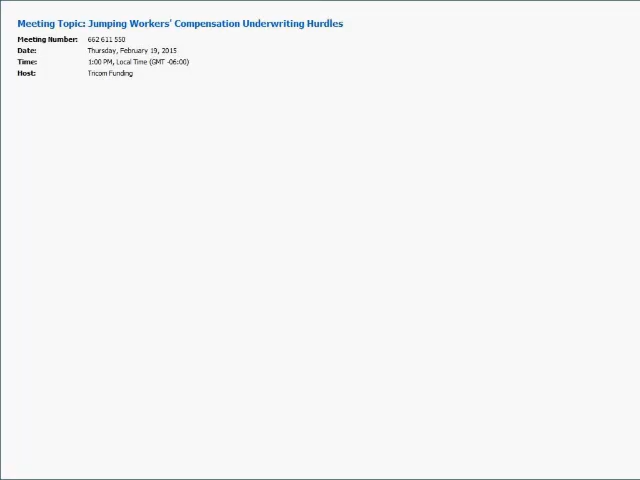 Meeting Topic: Jumping Workers' Compensation Underwriting Hurdles
Meeting Number: 662 611 550
Date: Thursday, February 19, 2015
Time: 1:00 PM, Local Time (GMT -06:00)
Host: Tricom Funding